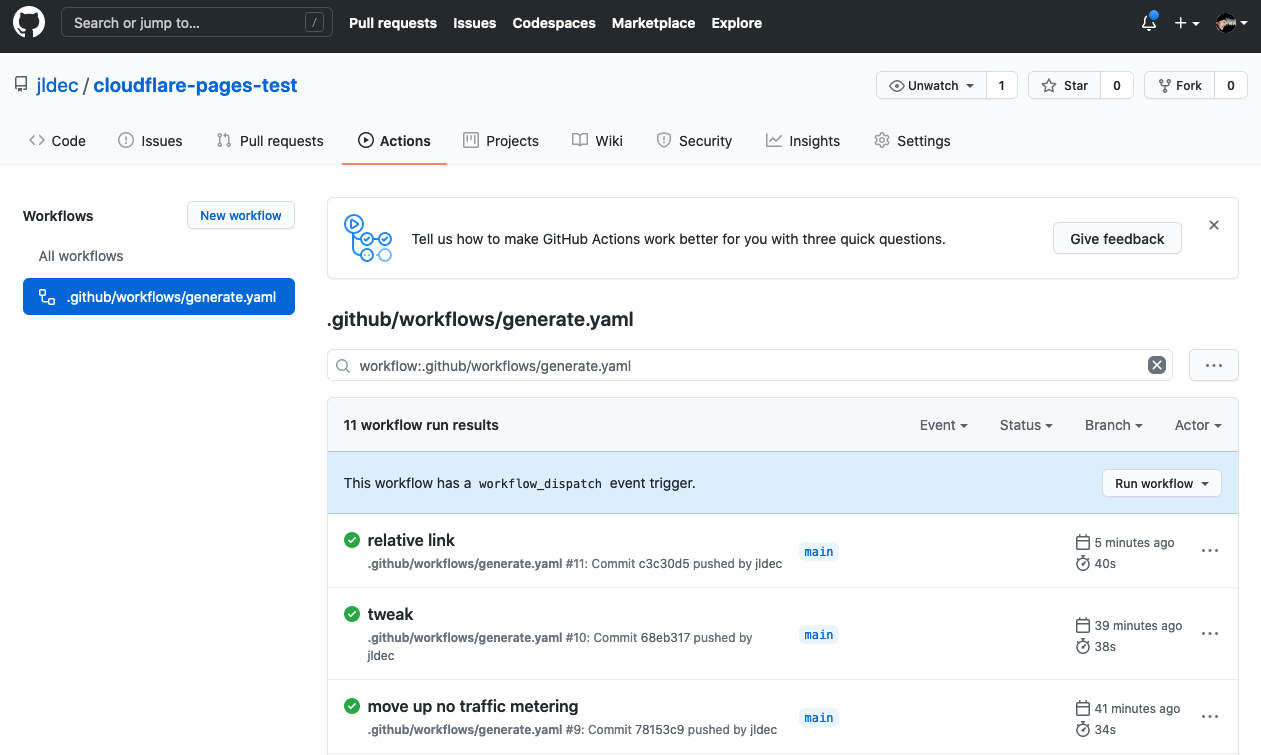 Search or jump to... /
Pull requests Issues Codespaces Marketplace Explore
jldec / cloudflare-pages-test
Unwatch 1 Star 0 Fork 0
Code Issues Pull requests Actions Projects Wiki Security Insights Settings
Workflows New workflow
All workflows
.github/workflows/generate.yaml
Tell us how to make GitHub Actions work better for you with three quick questions. Give feedback
.github/workflows/generate.yaml
workflow:.github/workflows/generate.yaml
11 workflow run results Event Status Branch Actor
This workflow has a workflow_dispatch event trigger. Run workflow
relative link
.github/workflows/generate.yaml #11: Commit c3c30d5 pushed by jldec
main
5 minutes ago
40s
tweak
.github/workflows/generate.yaml #10: Commit 68eb317 pushed by
jldec
main
39 minutes ago
38s
move up no traffic metering
.github/workflows/generate.yaml #9: Commit 78153c9 pushed by jldec
main
41 minutes ago
34s